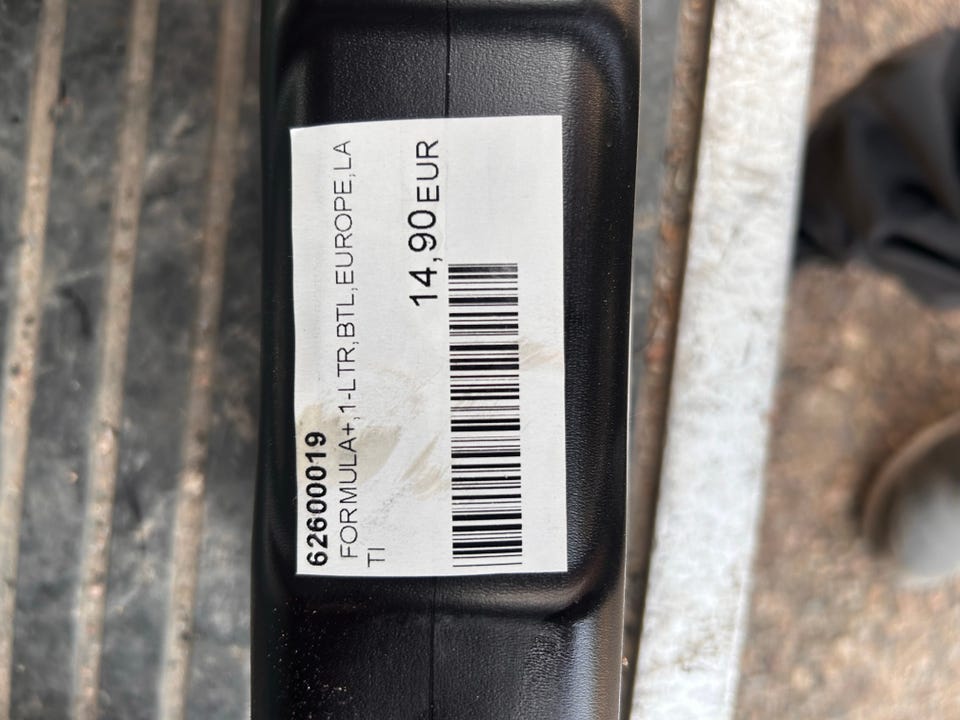 62600019
FORMULA+,1-LTR,BTL,EUROPE,LA
TI
14,90EUR